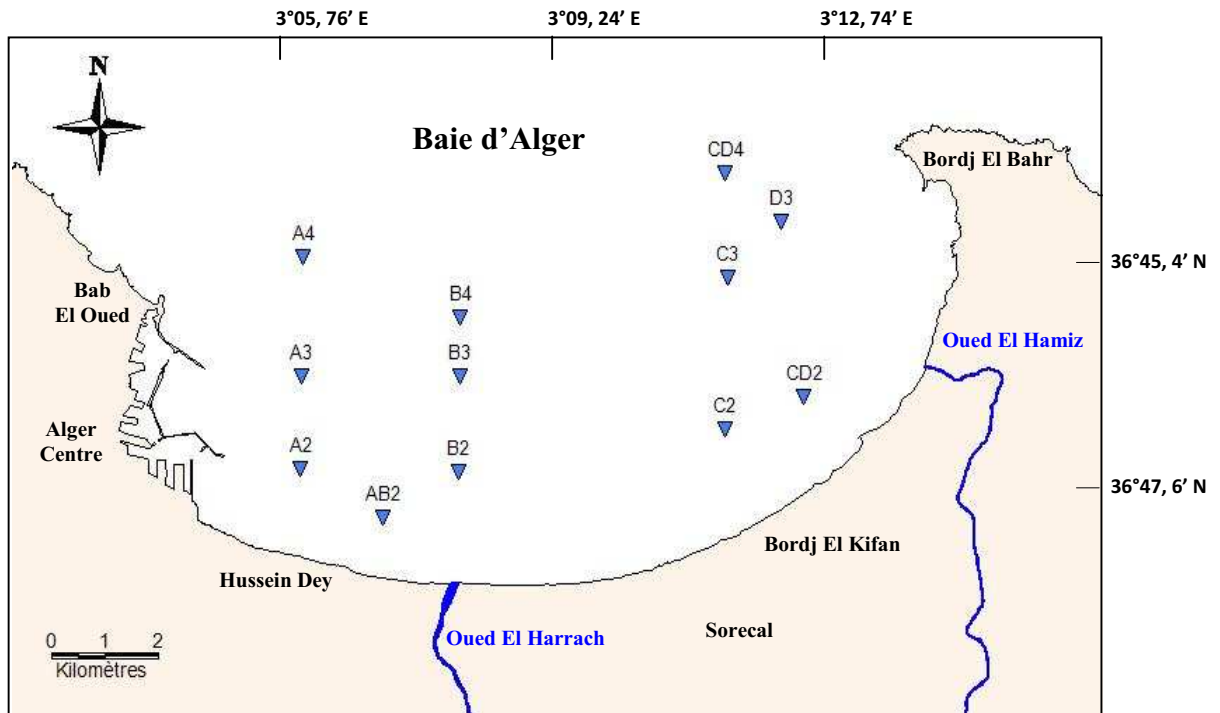 3°05, 76’ E
3°09, 24’ E
3°12, 74’ E
N
Baie d’Alger
CD4
Bordj El Bahr
D3
A4
C3
36°45, 4’ N
Bab
El Oued
B4
Oued El Hamiz
A3
B3
CD2
C2
Alger
Centre
A2
B2
36°47, 6’ N
AB2
Bordj El Kifan
Hussein Dey
Sorecal
Oued El Harrach
0 1 2
Kilomètres